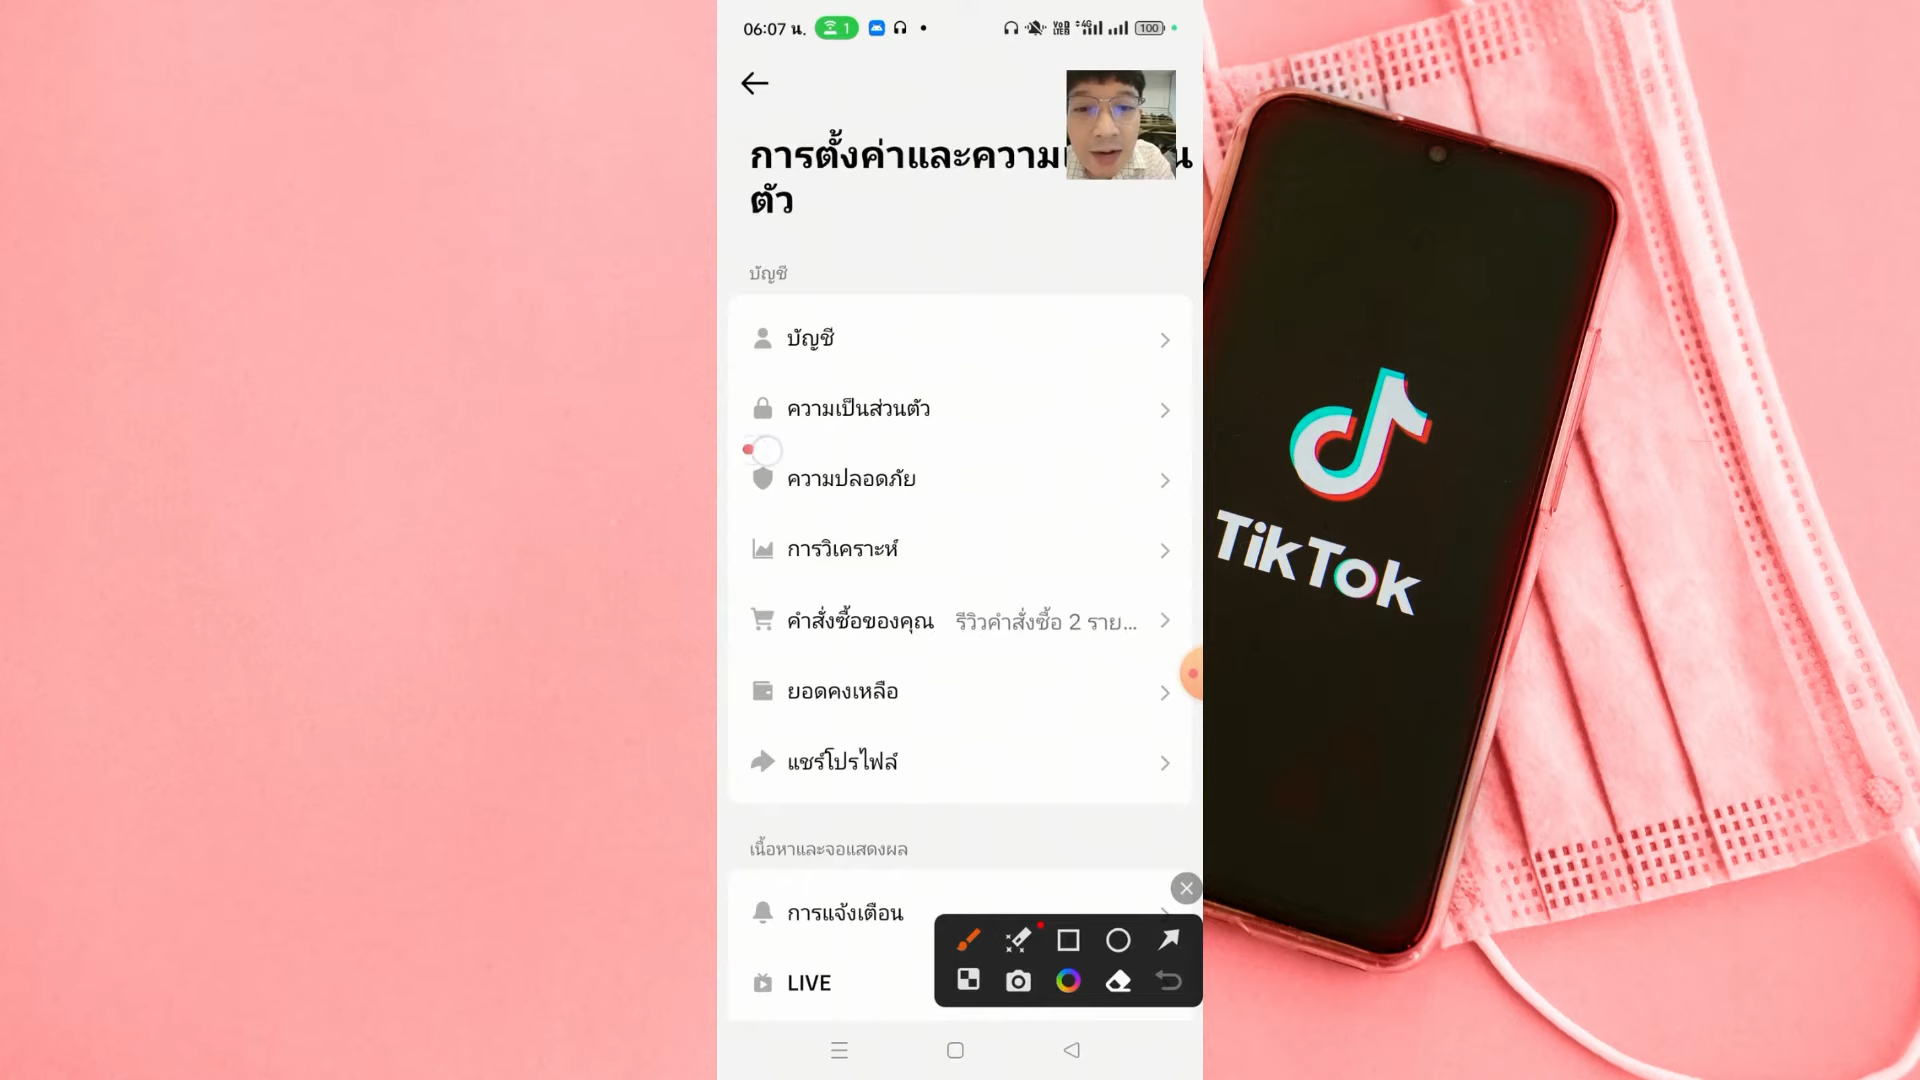 06:07 น.
1
VoD
LTE
4G
100
การตั้งค่าและความ
น
ตัว
บัญชี
บัญชี
ความเป็นส่วนตัว
ความปลอดภัย
การวิเคราะห์
คำสั่งซื้อของคุณ รีวิวคำสั่งซื้อ 2 ราย...
ยอดคงเหลือ
แชร์โปรไฟล์
เนื้อหาและจอแสดงผล
การแจ้งเตือน
LIVE
TikTok